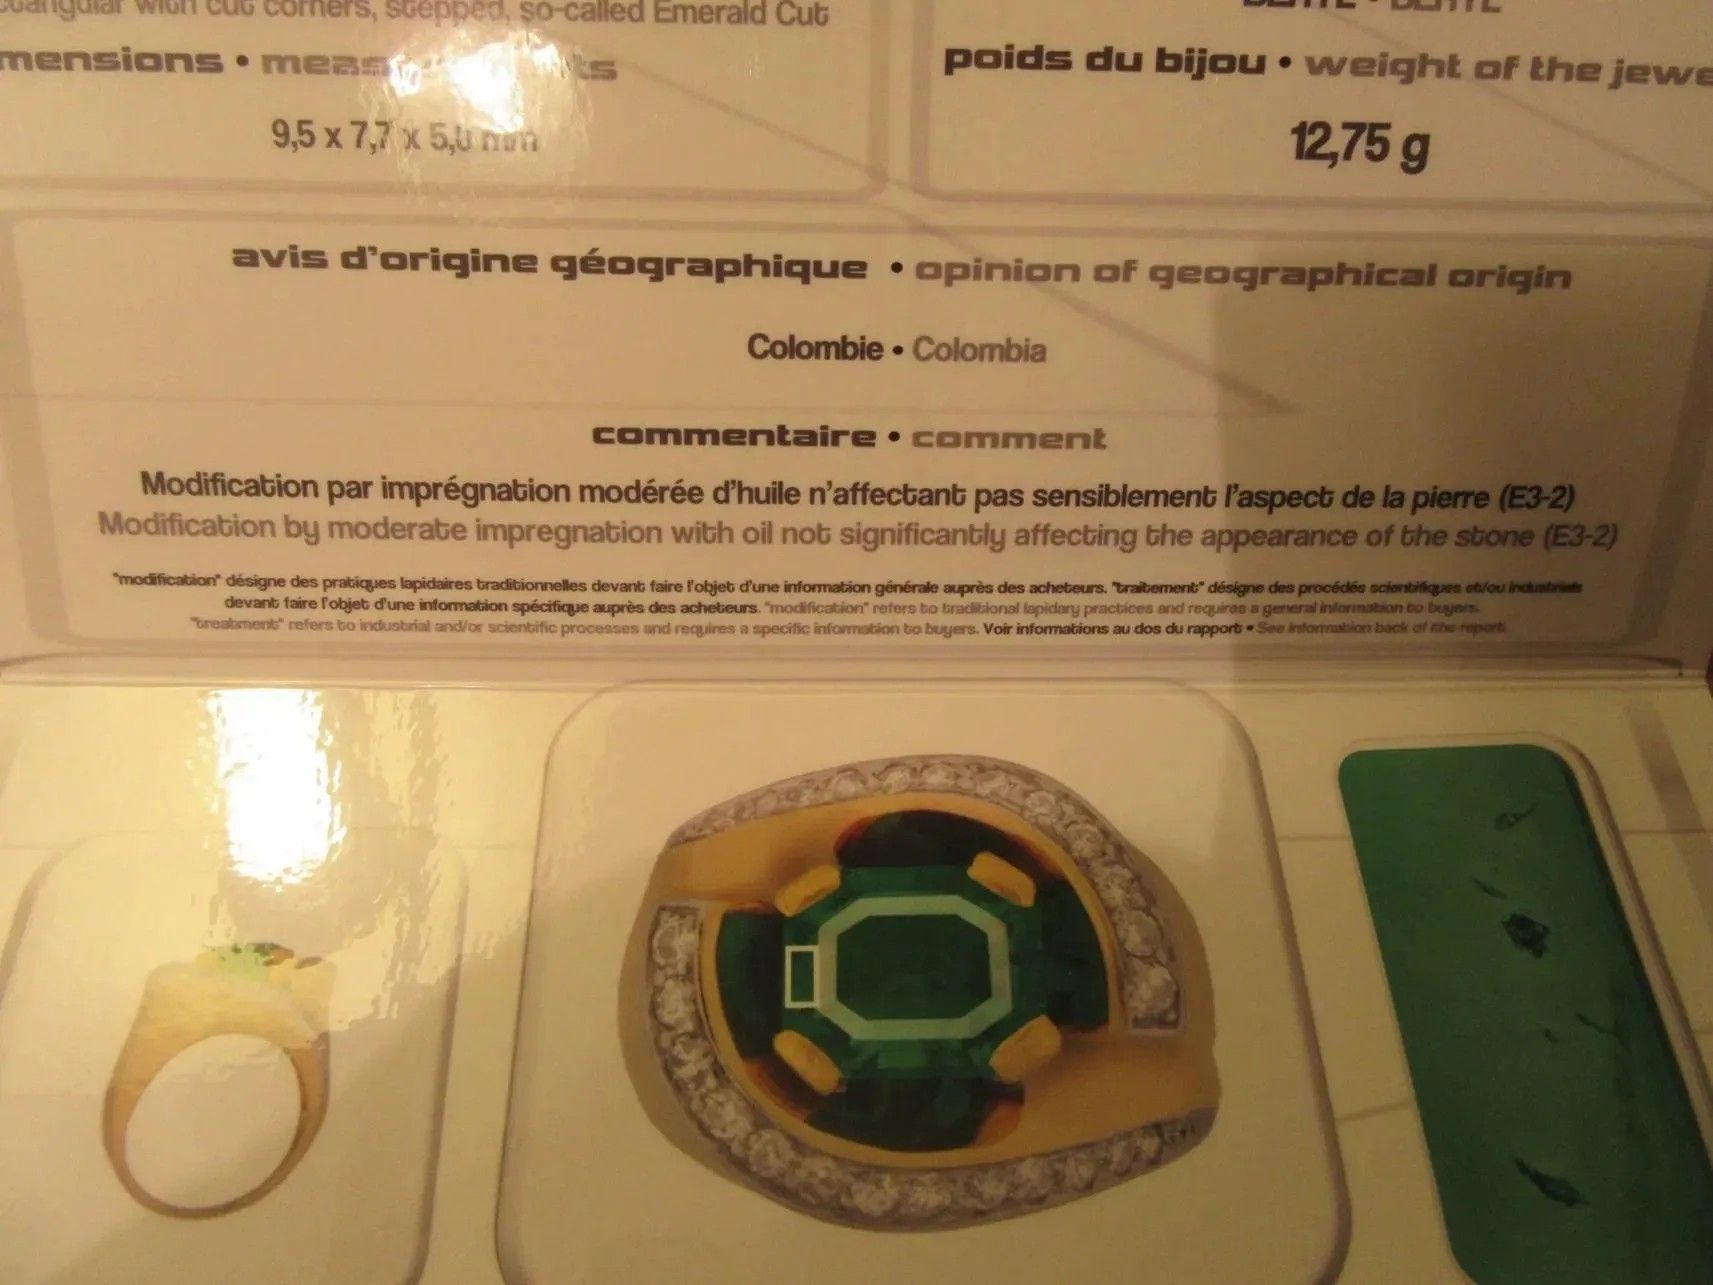 with cut corners, stepped, so-called Emerald Cut
mensions •
9,5 x 7,7 x
poids du bijou • weight of the jewe
12,75 g
avis d'origine géographique • opinion of geographical origin
Colombie • Colombia
commentaire • comment
Modification par imprégnation modérée d'huile n'affectant pas sensiblement l'aspect de la pierre (E3-2)
Modification by moderate impregnation with oil not significantly affecting the appearance of the stone (E3-2)
"modification" désigne des pratiques lapidaires traditionnelles devant faire l'objet d'une information générale auprès des acheteurs. "traitement" désigne des procédés scientifiques et/ou industriels
devant faire l'objet d'une information spécifique auprès des acheteurs. "modification" refers to traditional lapidary practices and requires a general information to buyers.
"treatment" refers to industrial and/or scientific processes and requires a specific information to buyers. Voir informations au dos du rapport • See information back of the report.